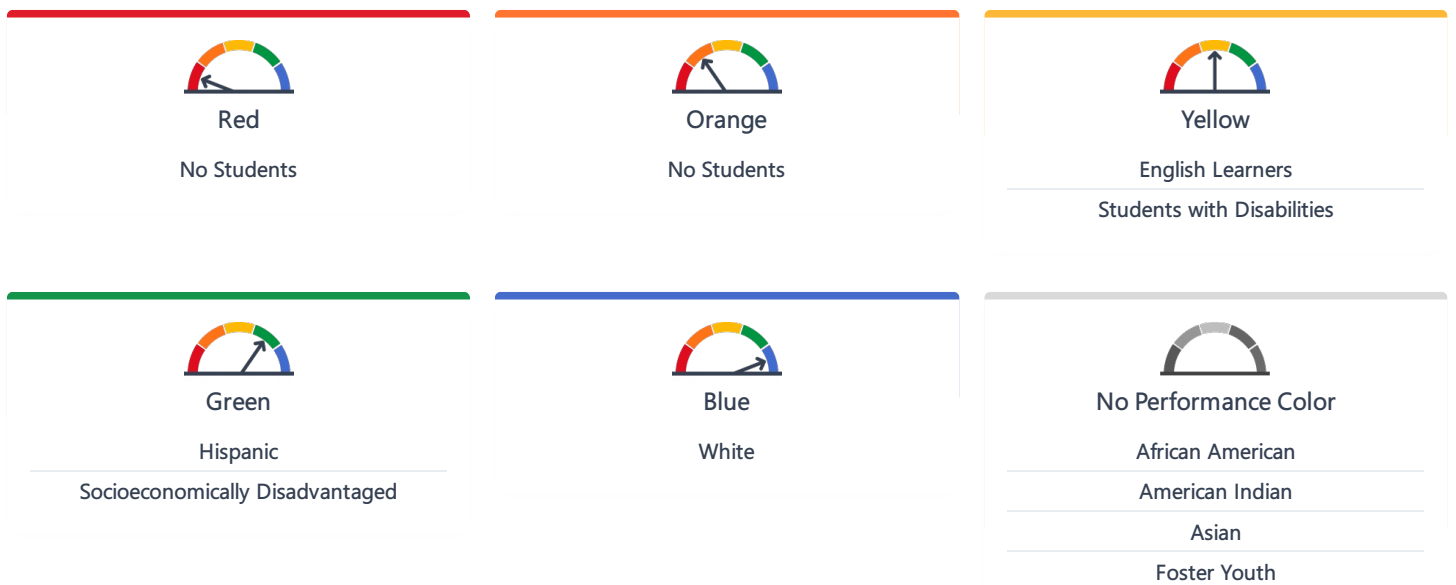 Red
No Students
Orange
No Students
Yellow
English Learners
Students with Disabilities
Green
Hispanic
Socioeconomically Disadvantaged
Blue
White
No Performance Color
African American
American Indian
Asian
Foster Youth